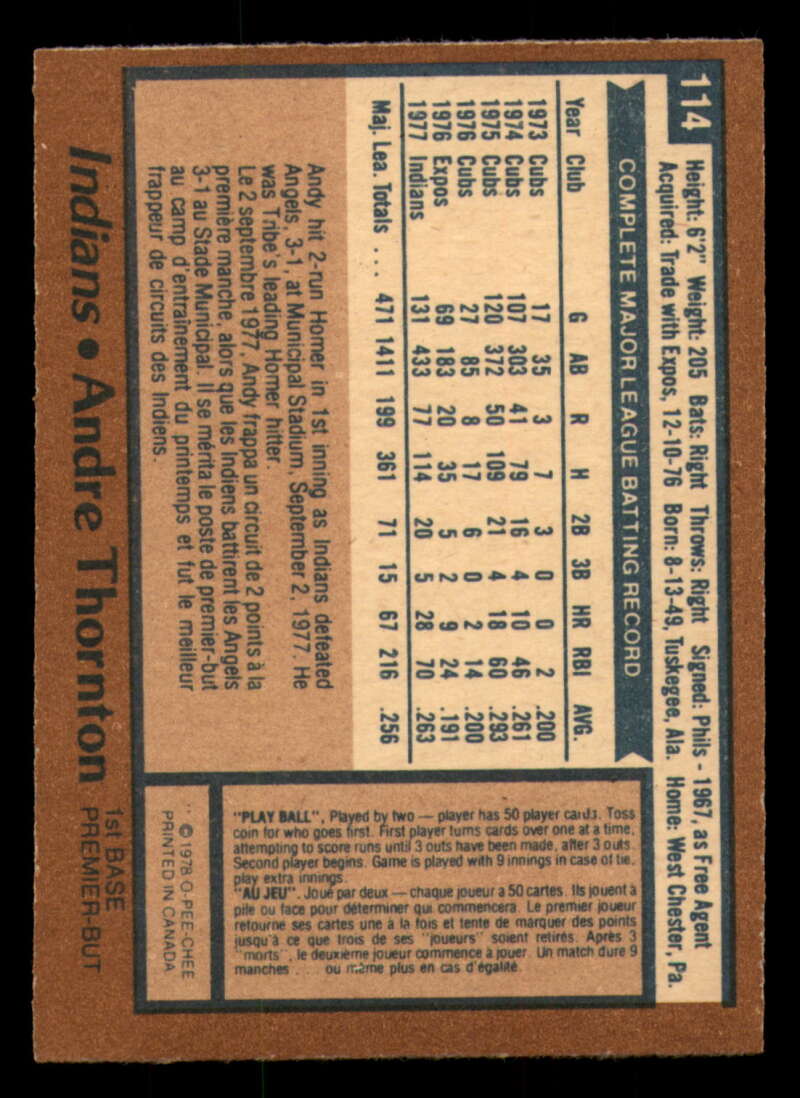 114
Height: 6'2" Weight: 205 Bats: Right Throws: Right Signed: Phils - 1967, as Free Agent
Acquired: Trade with Expos, 12-10-76 Born: 8-13-49, Tuskegee, Ala. Home: West Chester, Pa.
COMPLETE MAJOR LEAGUE BATTING RECORD
Year Club G AB R H 2B 3B HR RBI AVG.
1973 Cubs 17 35 3 7 3 0 0 2 .200
1974 Cubs 107 303 41 79 16 4 10 46 .261
1975 Cubs 120 372 50 109 21 4 18 60 .293
1976 Cubs 27 85 8 17 6 0 2 14 .200
1976 Expos 69 183 20 35 5 2 9 24 .191
1977 Indians 131 433 77 114 20 5 28 70 .263
Maj. Lea. Totals ... 471 1411 199 361 71 15 67 216 .256
Andy hit 2-run Homer in 1st inning as Indians defeated
Angels, 3-1, at Municipal Stadium, September 2, 1977. He
was Tribe's leading Homer hitter.
Le 2 septembre 1977, Andy frappa un circuit de 2 points à la
première manche, alors que les Indiens battirent les Angels
3-1 au Stade Municipal. Il se mérita le poste de premier-but
au camp d'entraînement du printemps et fut le meilleur
frappeur de circuits des Indiens.
"PLAY BALL", Played by two — player has 50 player cards. Toss
coin for who goes first. First player turns cards over one at a time,
attempting to score runs until 3 outs have been made, after 3 outs.
Second player begins. Game is played with 9 innings in case of tie,
play extra innings.
"AU JEU". Joué par deux — chaque joueur a 50 cartes. Ils jouent à
pile ou face pour déterminer qui commencera. Le premier joueur
retourne ses cartes une à la fois et tente de marquer des points
jusqu'à ce que trois de ses "joueurs" soient retirés. Après 3
"morts", le deuxième joueur commence à jouer. Un match dure 9
manches ... ou même plus en cas d'égalité.
© 1978 O-PEE-CHEE
PRINTED IN CANADA
Indians • Andre Thornton
1st BASE
PREMIER-BUT